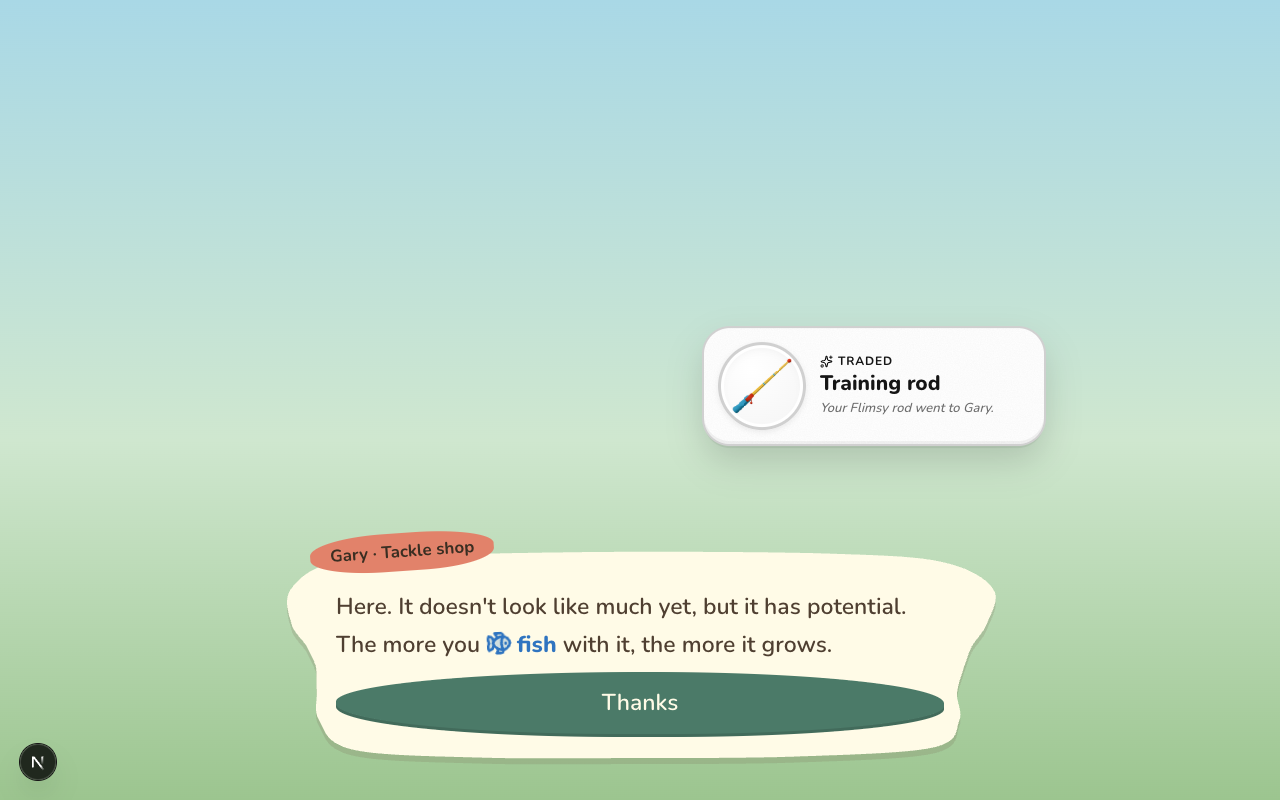 TRADED
Training rod
Your Flimsy rod went to Gary.
Gary · Tackle shop
Here. It doesn't look like much yet, but it has potential.
The more you fish with it, the more it grows.
Thanks
N